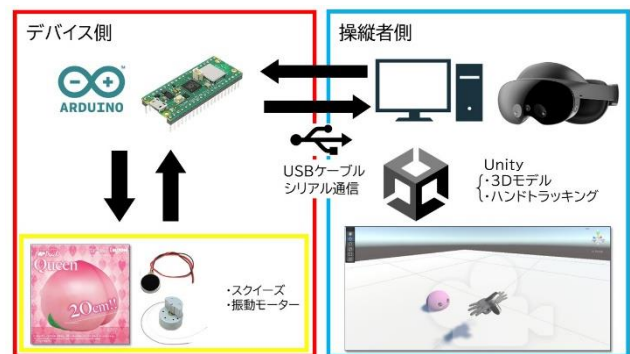 デバイス側
操縦者側
ARDUINO
USBケーブル
シリアル通信
Unity
・3Dモデル
・ハンドトラッキング
Queen
20cm!!
・スクイーズ
・振動モーター